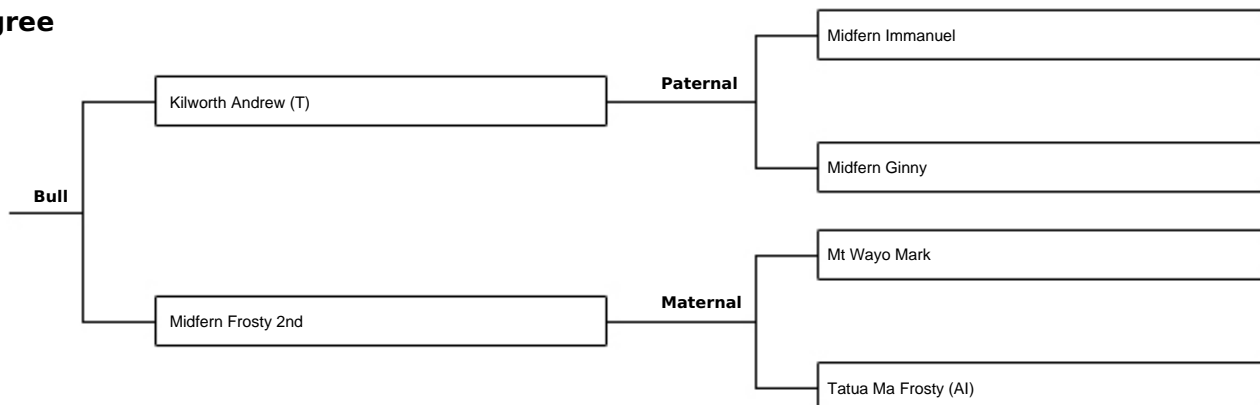 Midfern Immanuel
Paternal
Kilworth Andrew (T)
Midfern Ginny
Bull
Mt Wayo Mark
Maternal
Midfern Frosty 2nd
Tatua Ma Frosty (AI)